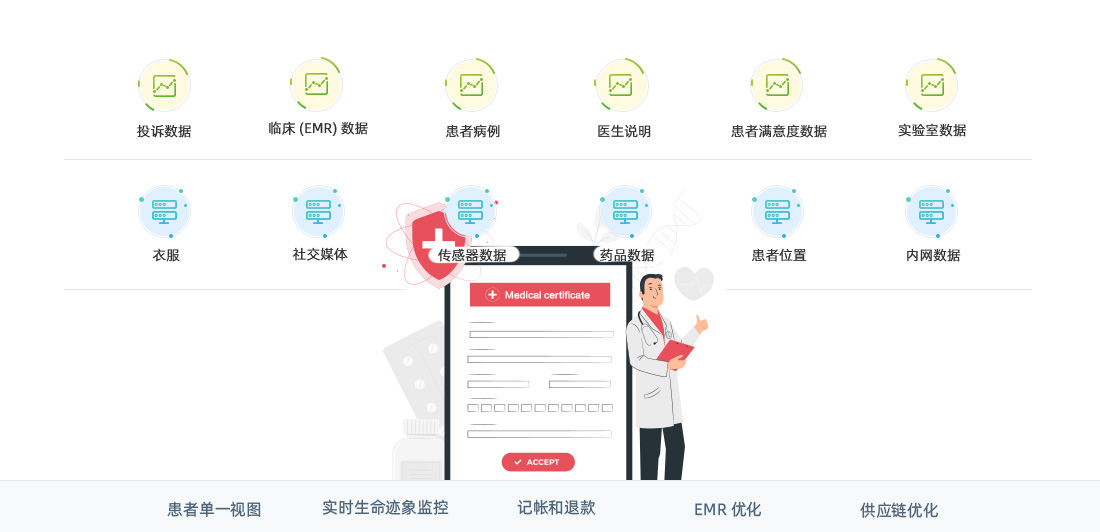 投诉数据
临床 (EMR) 数据
患者病例
医生说明
患者满意度数据
实验室数据
衣服
社交媒体
传感器数据
药品数据
患者位置
内网数据
Medical certificate
ACCEPT
患者单一视图
实时生命迹象监控
记帐和退款
EMR 优化
供应链优化